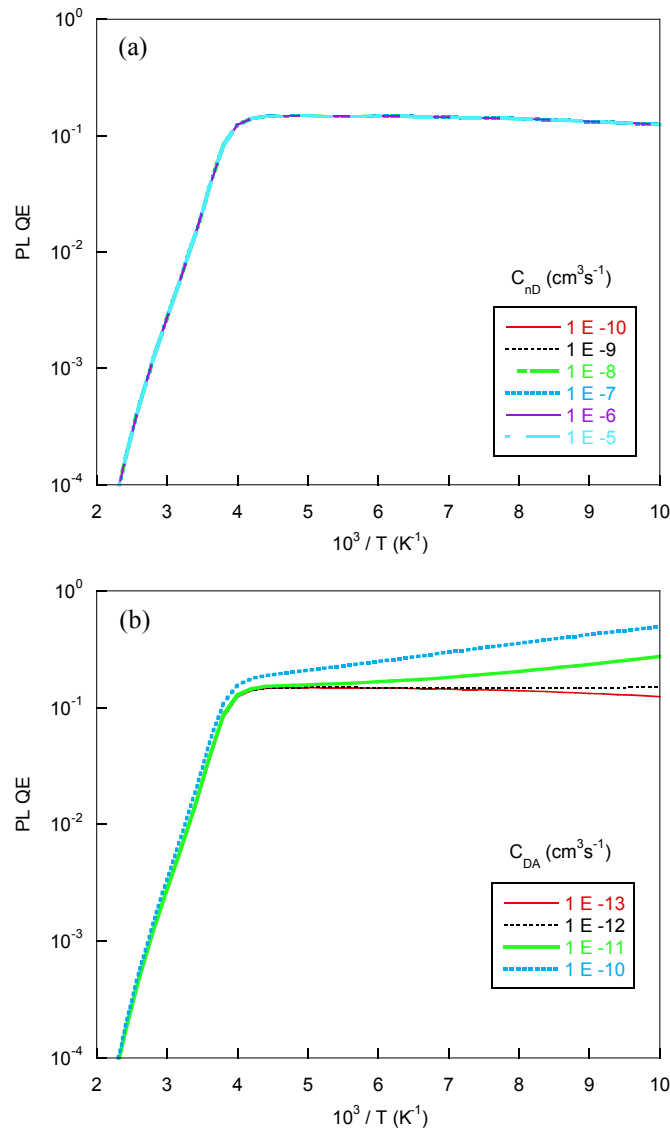 (a)
PL QE
10^0
10^-1
10^-2
10^-3
10^-4
C_nD (cm^3s^-1)
1 E -10
1 E -9
1 E -8
1 E -7
1 E -6
1 E -5
2 3 4 5 6 7 8 9 10
10^3 / T (K^-1)
(b)
PL QE
10^0
10^-1
10^-2
10^-3
10^-4
C_DA (cm^3s^-1)
1 E -13
1 E -12
1 E -11
1 E -10
2 3 4 5 6 7 8 9 10
10^3 / T (K^-1)